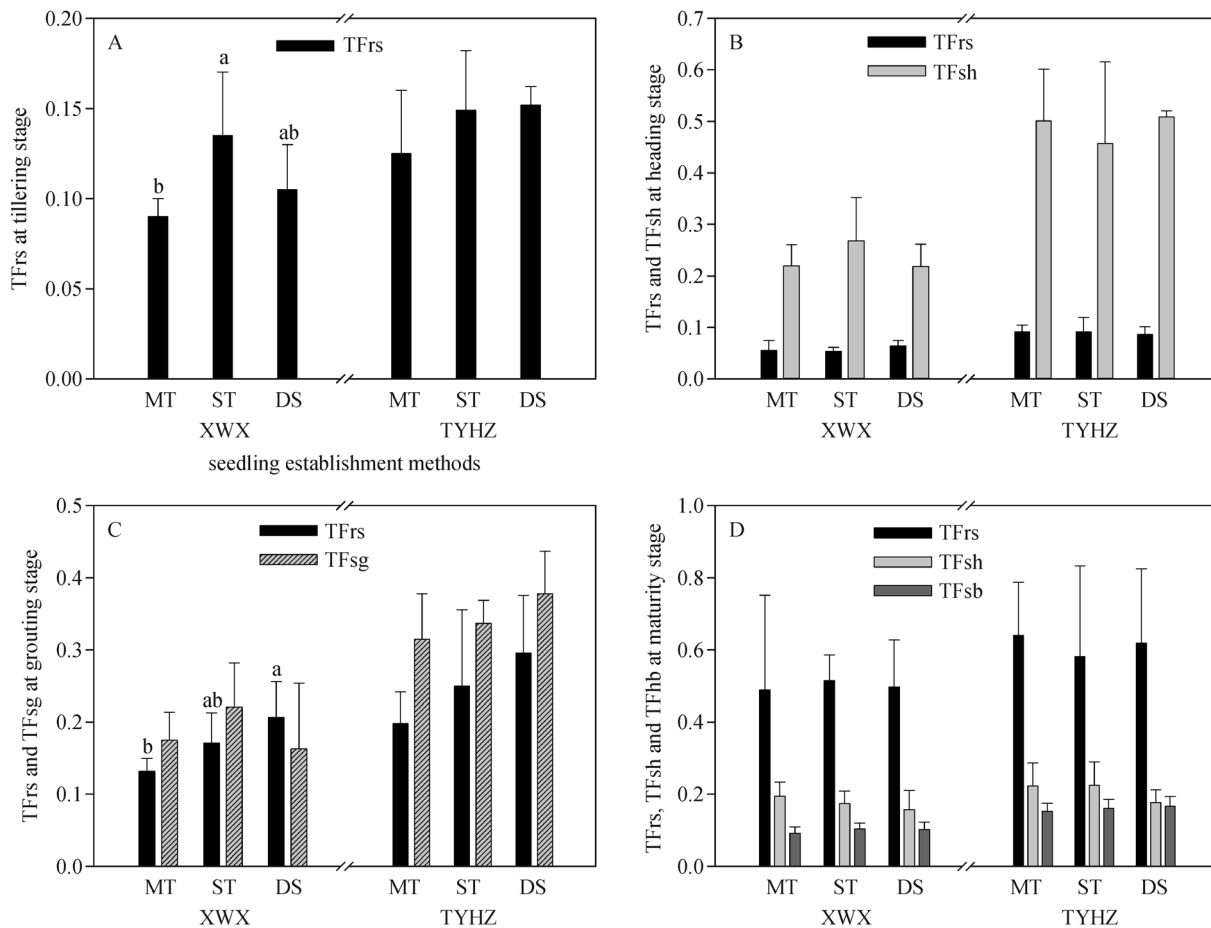 A
TFrs
TFrs at tillering stage
0.20
0.15
0.10
0.05
0.00
b
a
ab
MT ST DS MT ST DS
XWX TYHZ
seedling establishment methods
B
TFrs
TFsh
TFrs and TFsh at heading stage
0.7
0.6
0.5
0.4
0.3
0.2
0.1
0.0
MT ST DS MT ST DS
XWX TYHZ
C
TFrs
TFsg
TFrs and TFsg at grouting stage
0.5
0.4
0.3
0.2
0.1
0.0
b
ab
a
MT ST DS MT ST DS
XWX TYHZ
D
TFrs
TFsh
TFsb
TFrs, TFsh and TFhb at maturity stage
1.0
0.8
0.6
0.4
0.2
0.0
MT ST DS MT ST DS
XWX TYHZ